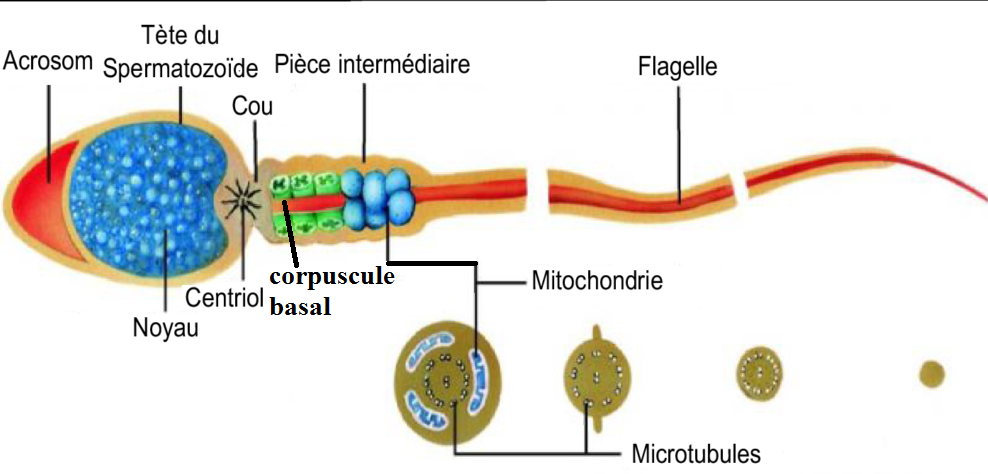 Acrosom
Tète du
Spermatozoïde
Pièce intermédiaire
Flagelle
Cou
Centriol
corpuscule
basal
Noyau
Mitochondrie
Microtubules